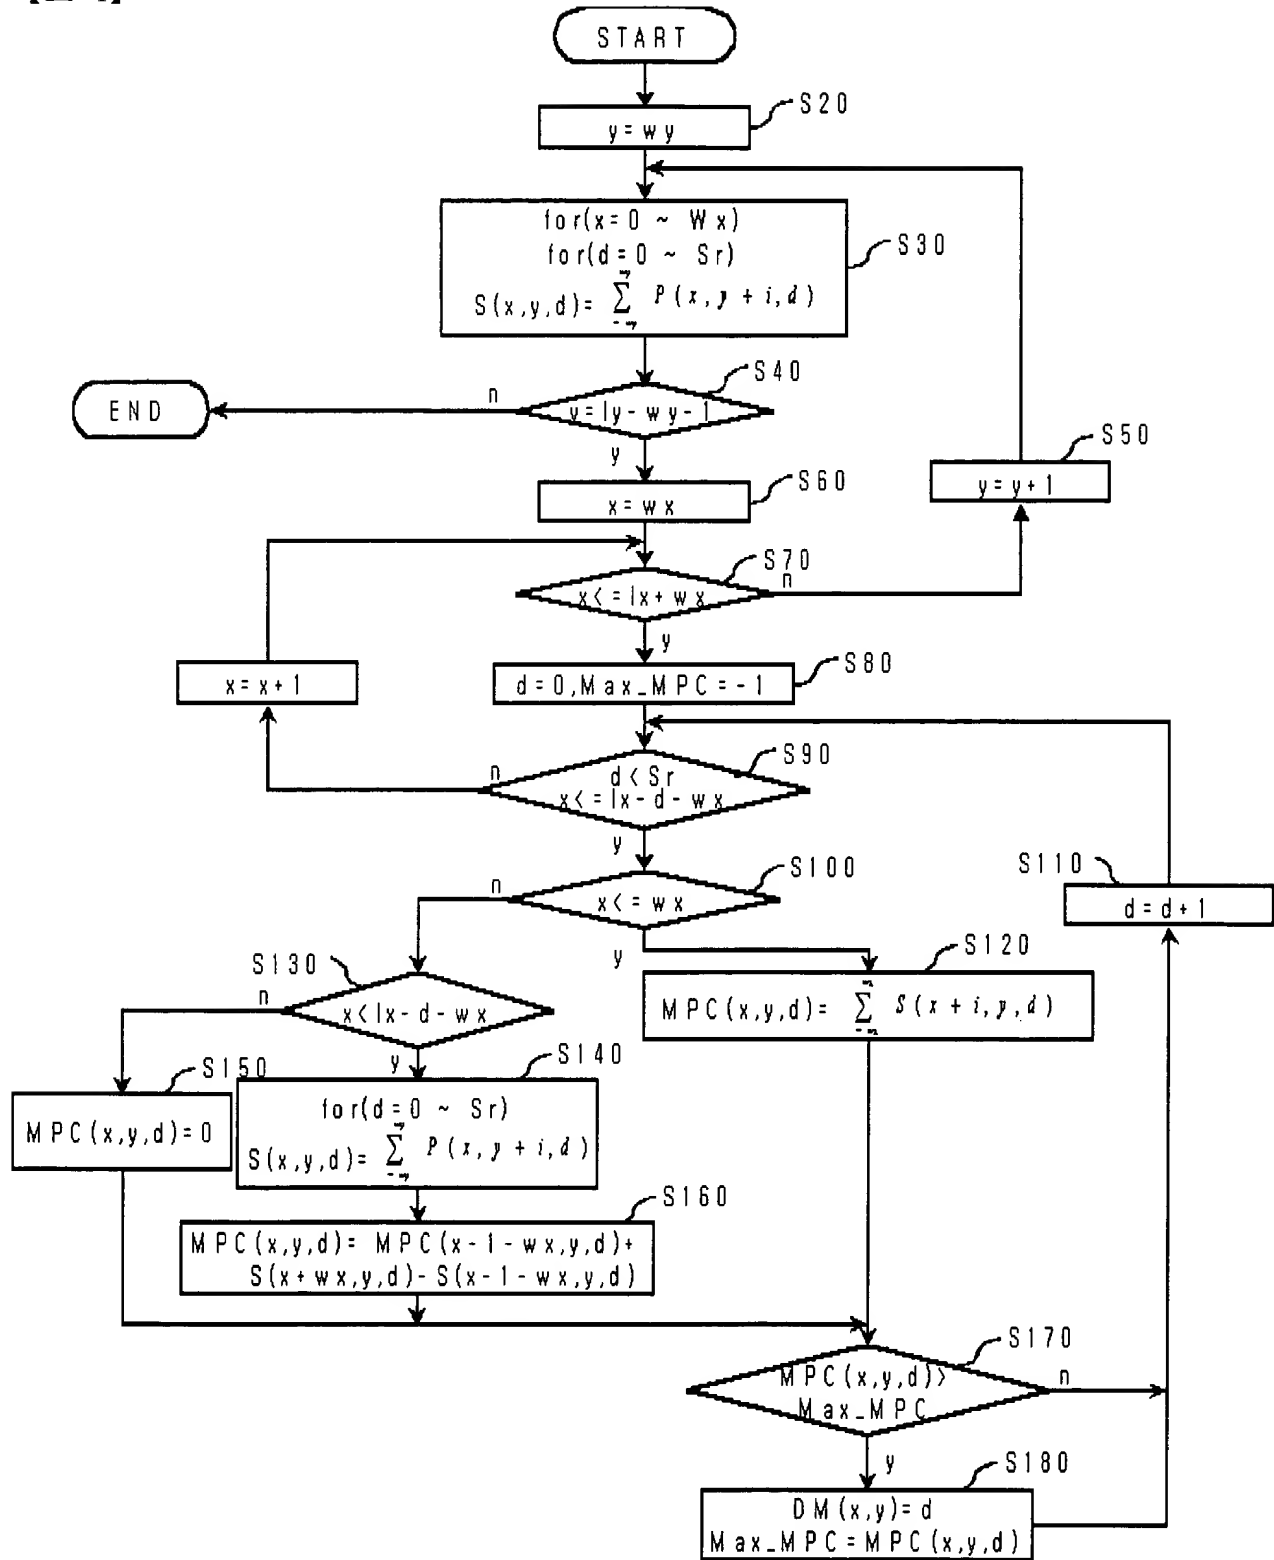 START
S20
y=wy
for(x=0 ~ Wx)
for(d=0 ~ Sr)
S(x,y,d)= ∑ P(x,y+i,d)
S30
S40
n
END
y=Iy-wy-1
y
S50
y=y+1
S60
x=wx
S70
n
x<=Ix+wx
y
x=x+1
S80
d=0,Max_MPC=-1
S90
n
d<Sr
x<=Ix-d-wx
y
S100
n
x<=wx
y
S110
d=d+1
S120
MPC(x,y,d)= ∑ S(x+i,y,d)
S130
n
x<Ix-d-wx
y
S150
MPC(x,y,d)=0
S140
for(d=0 ~ Sr)
S(x,y,d)= ∑ P(x,y+i,d)
S160
MPC(x,y,d)= MPC(x-1-wx,y,d)+
S(x+wx,y,d)-S(x-1-wx,y,d)
S170
MPC(x,y,d)>
Max_MPC
n
y
S180
DM(x,y)=d
Max_MPC=MPC(x,y,d)